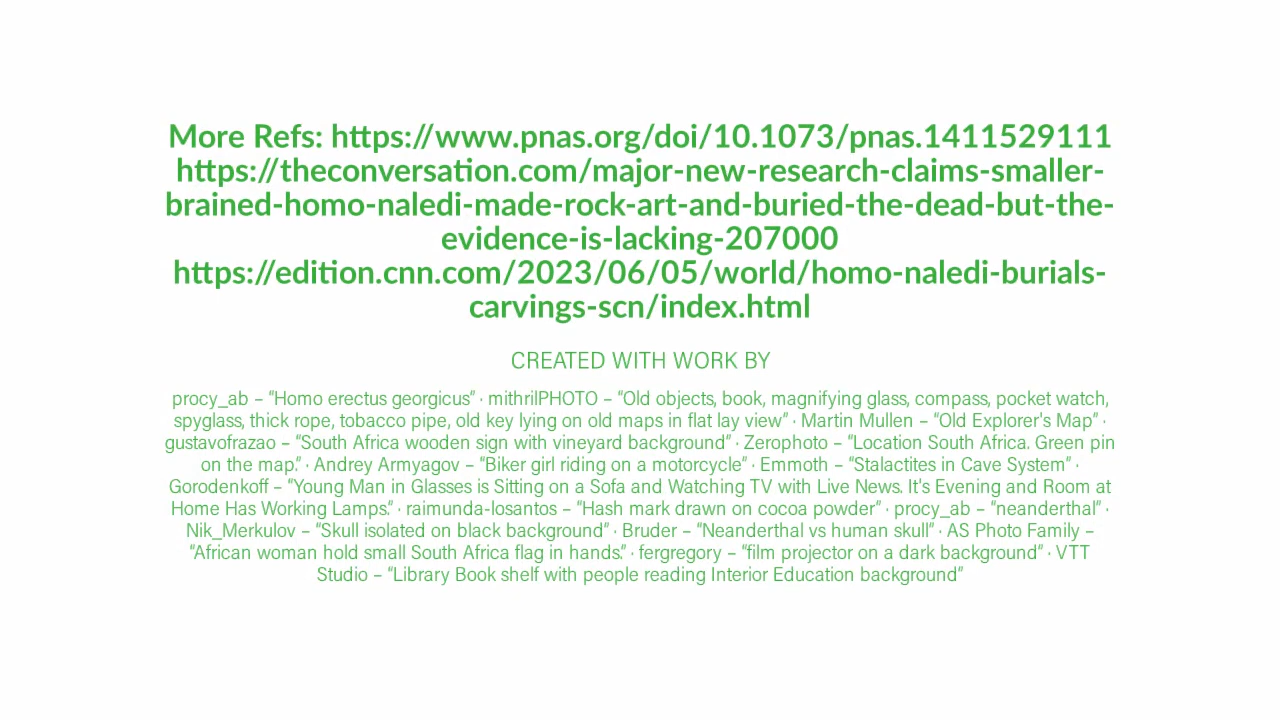 More Refs: https://www.pnas.org/doi/10.1073/pnas.1411529111
https://theconversation.com/major-new-research-claims-smaller-
brained-homo-naledi-made-rock-art-and-buried-the-dead-but-the-
evidence-is-lacking-207000
https://edition.cnn.com/2023/06/05/world/homo-naledi-burials-
carvings-scn/index.html
CREATED WITH WORK BY
procy_ab – “Homo erectus georgicus” · mithrilPHOTO – “Old objects, book, magnifying glass, compass, pocket watch,
spyglass, thick rope, tobacco pipe, old key lying on old maps in flat lay view” · Martin Mullen – “Old Explorer's Map” ·
gustavofrazao – “South Africa wooden sign with vineyard background” · Zerophoto – “Location South Africa. Green pin
on the map.” · Andrey Armyagov – “Biker girl riding on a motorcycle” · Emmoth – “Stalactites in Cave System” ·
Gorodenkoff – “Young Man in Glasses is Sitting on a Sofa and Watching TV with Live News. It's Evening and Room at
Home Has Working Lamps.” · raimunda-losantos – “Hash mark drawn on cocoa powder” · procy_ab – “neanderthal” ·
Nik_Merkulov – “Skull isolated on black background” · Bruder – “Neanderthal vs human skull” · AS Photo Family –
“African woman hold small South Africa flag in hands.” · fergregory – “film projector on a dark background” · VTT
Studio – “Library Book shelf with people reading Interior Education background”